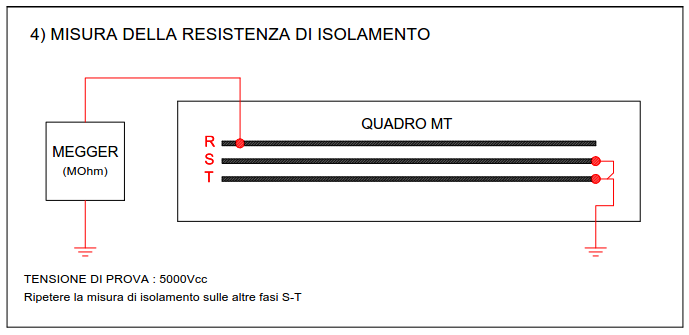 4) MISURA DELLA RESISTENZA DI ISOLAMENTO
QUADRO MT
MEGGER
(MOhm)
R
S
T
TENSIONE DI PROVA : 5000Vcc
Ripetere la misura di isolamento sulle altre fasi S-T